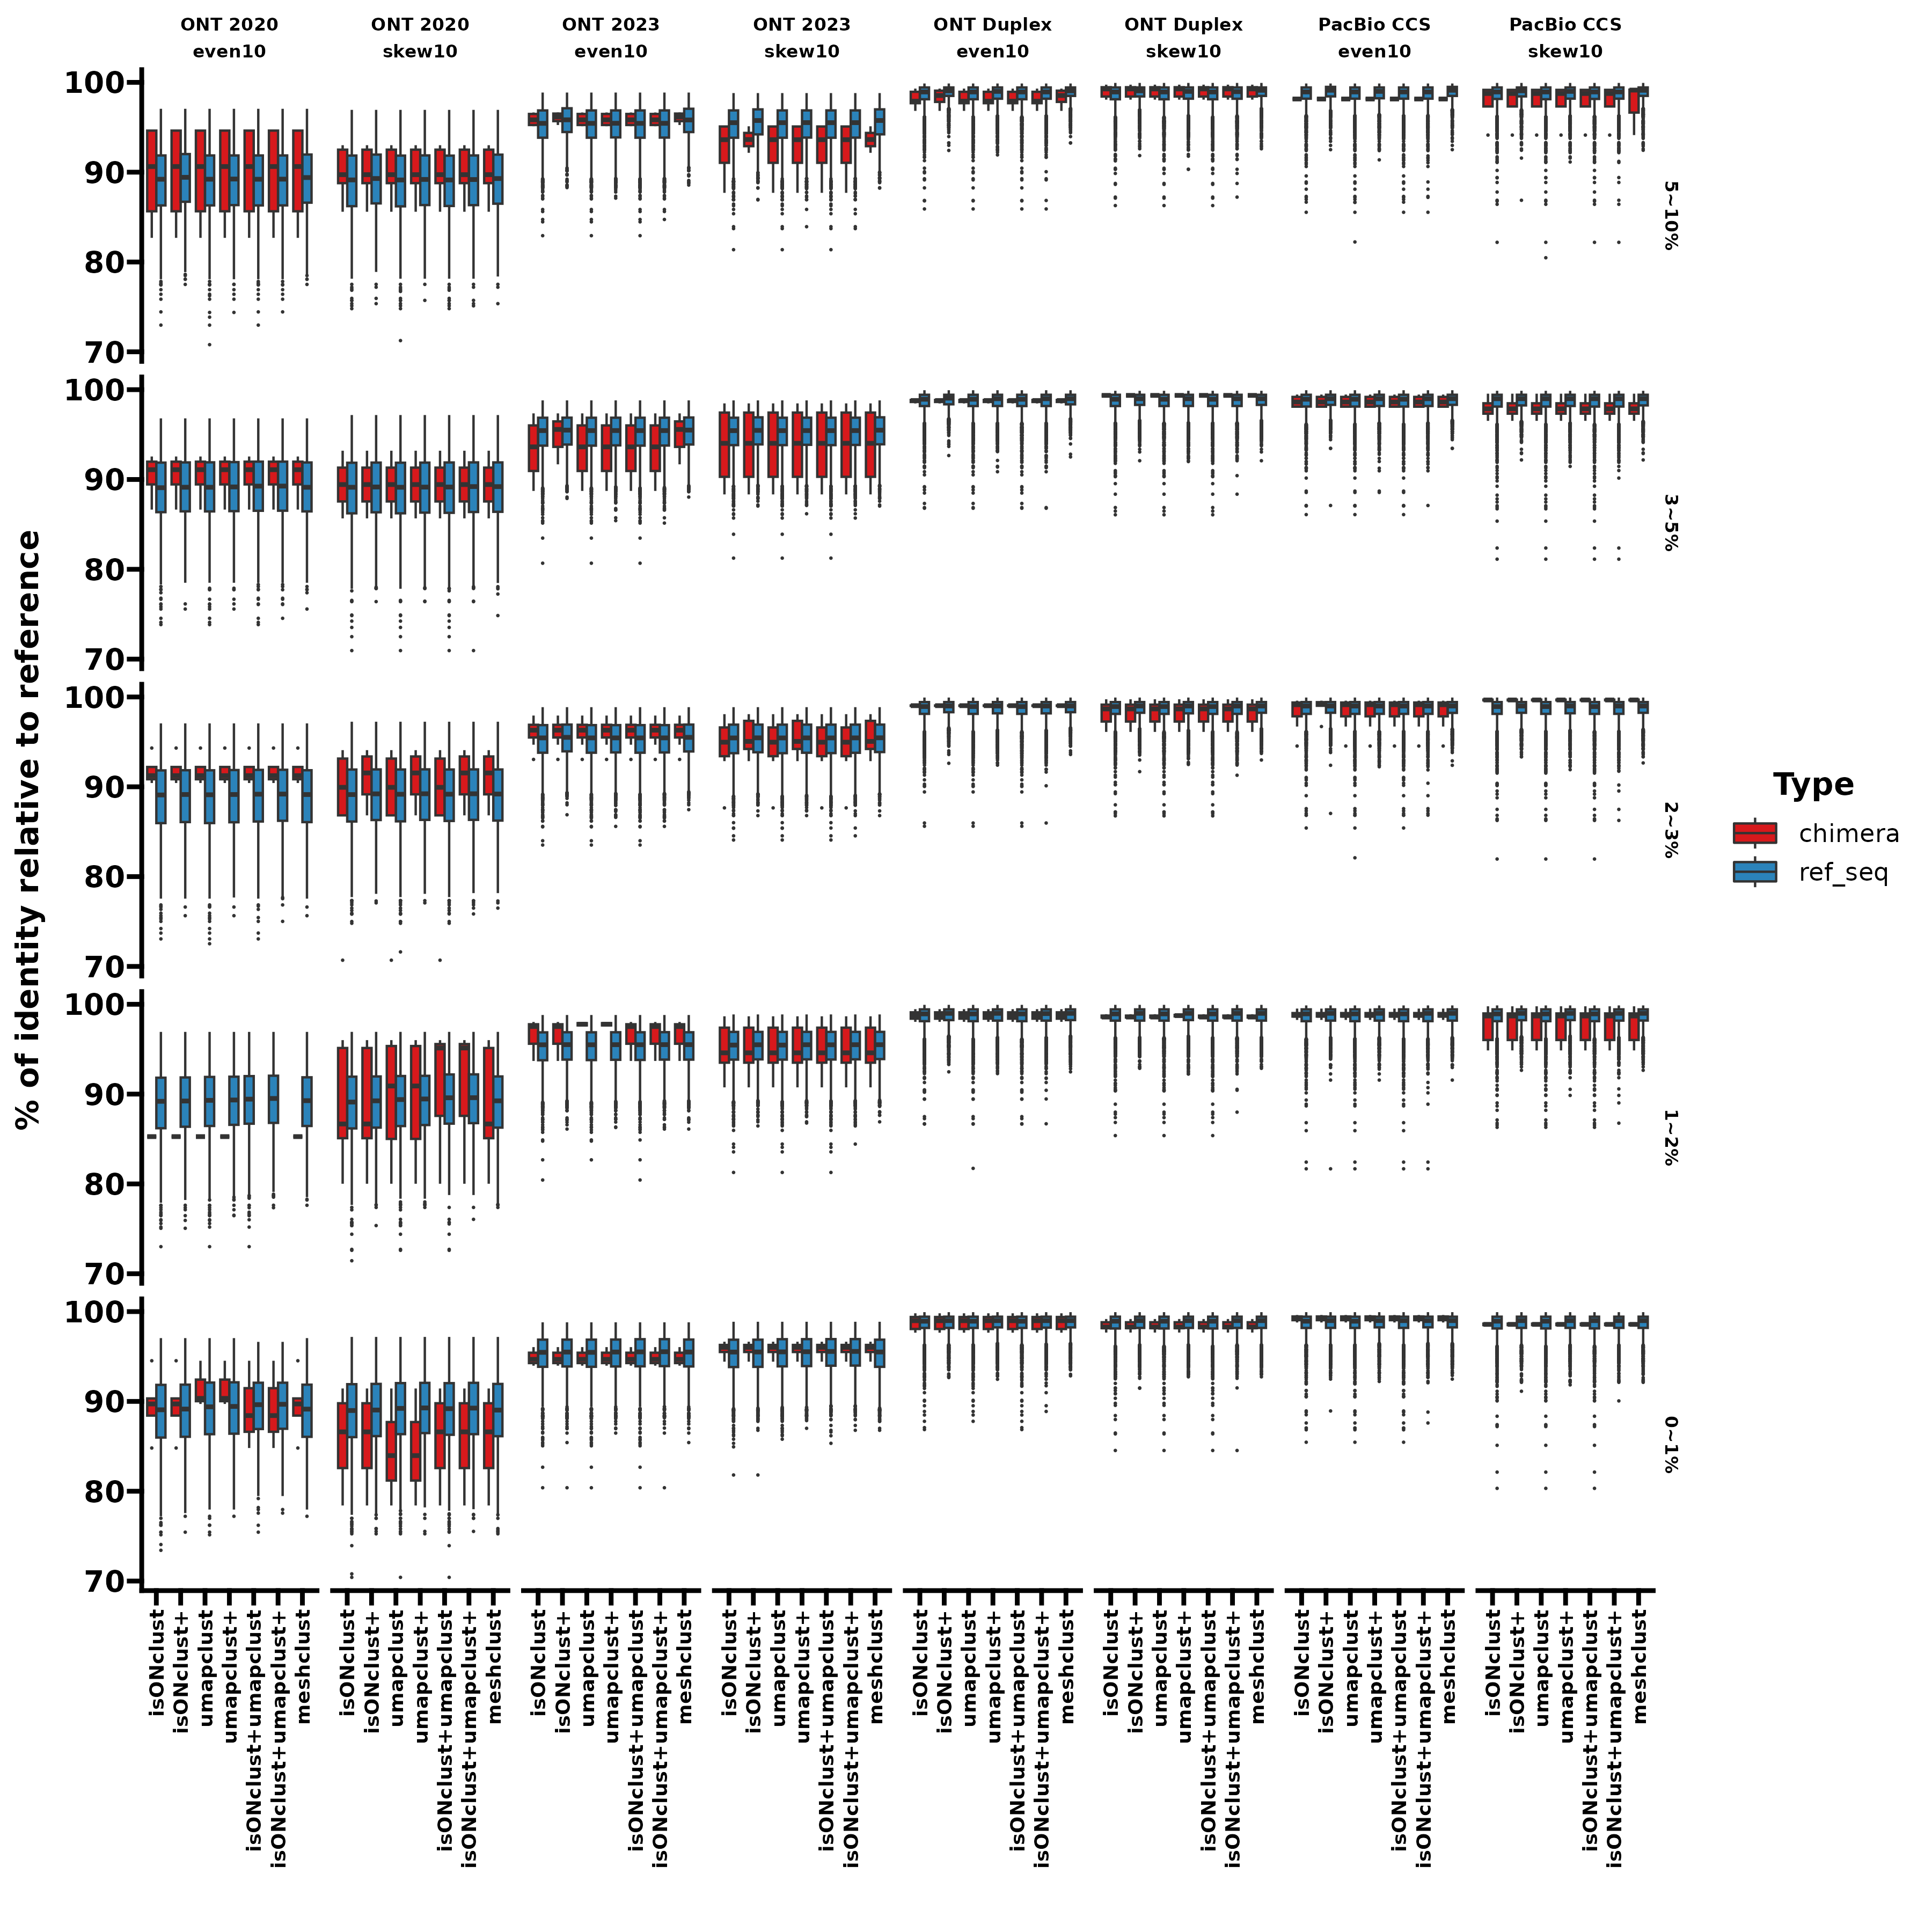 ONT 2020 ONT 2020 ONT 2023 ONT 2023 ONT Duplex ONT Duplex PacBio CCS PacBio CCS
even10 skew10 even10 skew10 even10 skew10 even10 skew10
100
90
80
70
5~10%
100
90
80
70
3~5%
100
90
80
70
2~3%
100
90
80
70
1~2%
100
90
80
70
0~1%
% of identity relative to reference
Type
chimera
ref_seq
isONclust
isONclust+
umapclust
umapclust+
isONclust+umapclust
isONclust+umapclust+
meshclust
isONclust
isONclust+
umapclust
umapclust+
isONclust+umapclust
isONclust+umapclust+
meshclust
isONclust
isONclust+
umapclust
umapclust+
isONclust+umapclust
isONclust+umapclust+
meshclust
isONclust
isONclust+
umapclust
umapclust+
isONclust+umapclust
isONclust+umapclust+
meshclust
isONclust
isONclust+
umapclust
umapclust+
isONclust+umapclust
isONclust+umapclust+
meshclust
isONclust
isONclust+
umapclust
umapclust+
isONclust+umapclust
isONclust+umapclust+
meshclust
isONclust
isONclust+
umapclust
umapclust+
isONclust+umapclust
isONclust+umapclust+
meshclust
isONclust
isONclust+
umapclust
umapclust+
isONclust+umapclust
isONclust+umapclust+
meshclust